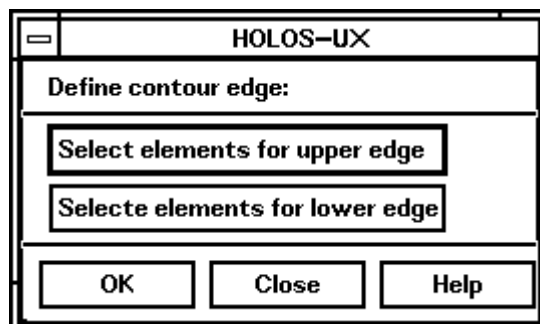 HOLOS-UX
Define contour edge:
Select elements for upper edge
Selecte elements for lower edge
OK Close Help